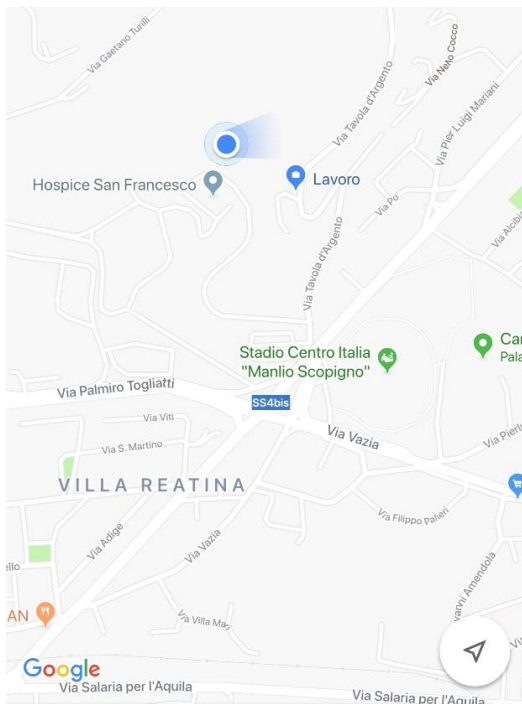 Via Gaetano Turilli
Via Nello Cocco
Via Tavola d'Argento
Via Pier Luigi Mariani
Hospice San Francesco
Lavoro
Via Po
Via Tavola d'Argento
Via Alcibi
Stadio Centro Italia
"Manlio Scopigno"
Car
Pala
Via Palmiro Togliatti
SS4bis
Via Viti
Via Vazia
Via S. Martino
Via Pierlu
VILLA REATINA
Via Filippo Palieri
Via Adige
Via Vazia
ello
vanni Amendola
AN
Via Villa Mari
Google
Via Salaria per l'Aquila
Via Salaria per l'Aquila